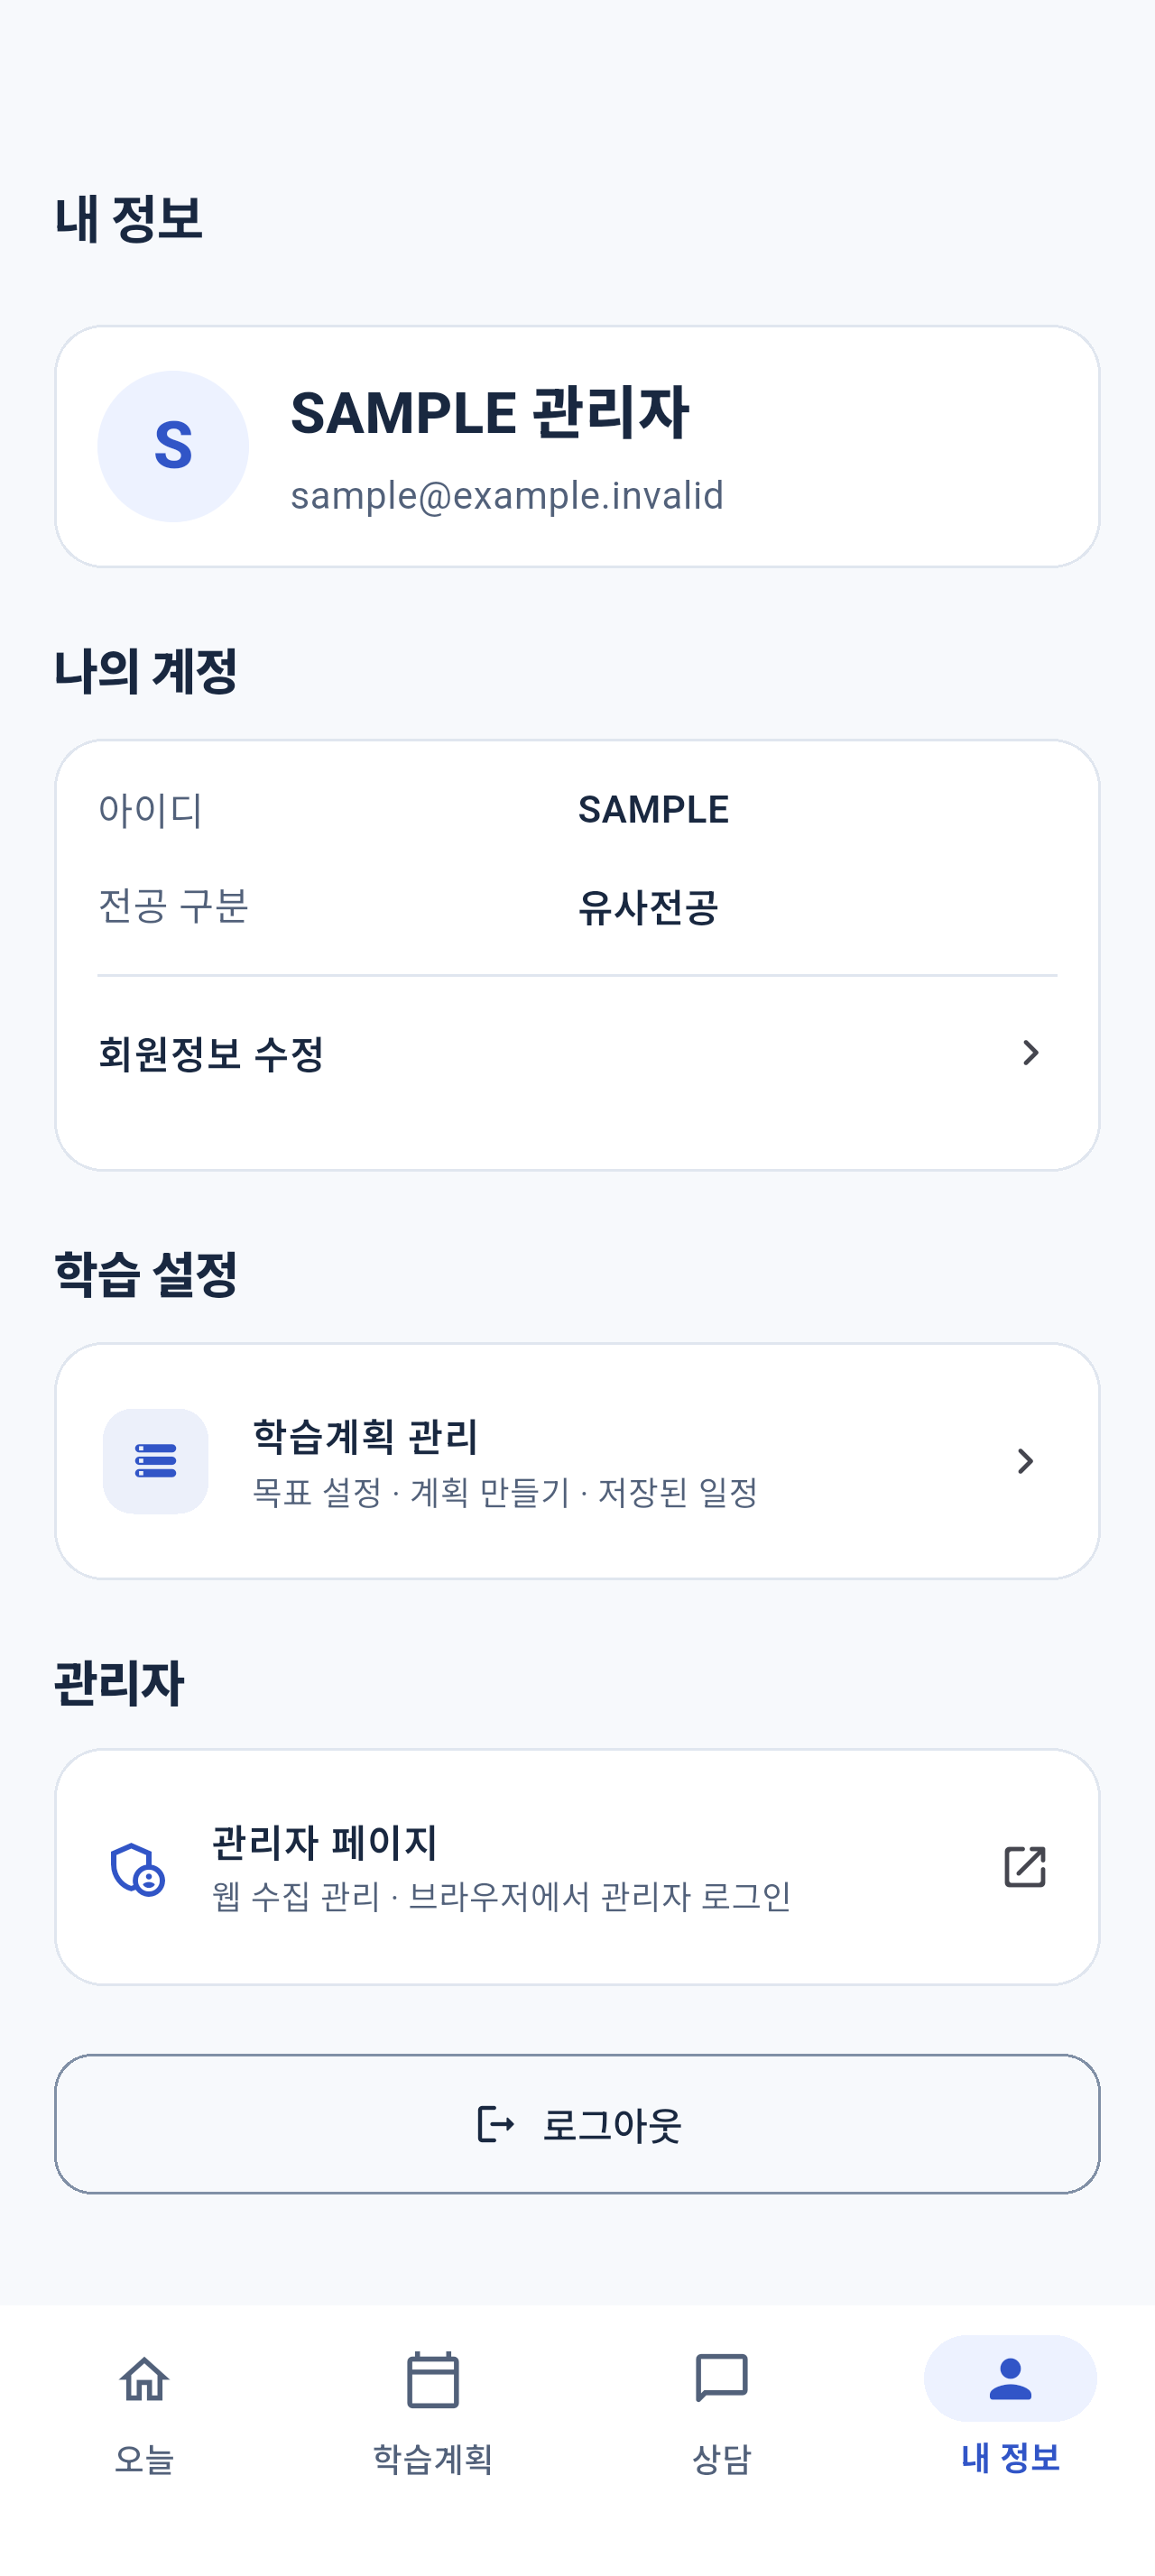 내 정보
S
SAMPLE 관리자
sample@example.invalid
나의 계정
아이디 SAMPLE
전공 구분 유사전공
회원정보 수정
학습 설정
학습계획 관리
목표 설정 · 계획 만들기 · 저장된 일정
관리자
관리자 페이지
웹 수집 관리 · 브라우저에서 관리자 로그인
로그아웃
오늘 학습계획 상담 내 정보